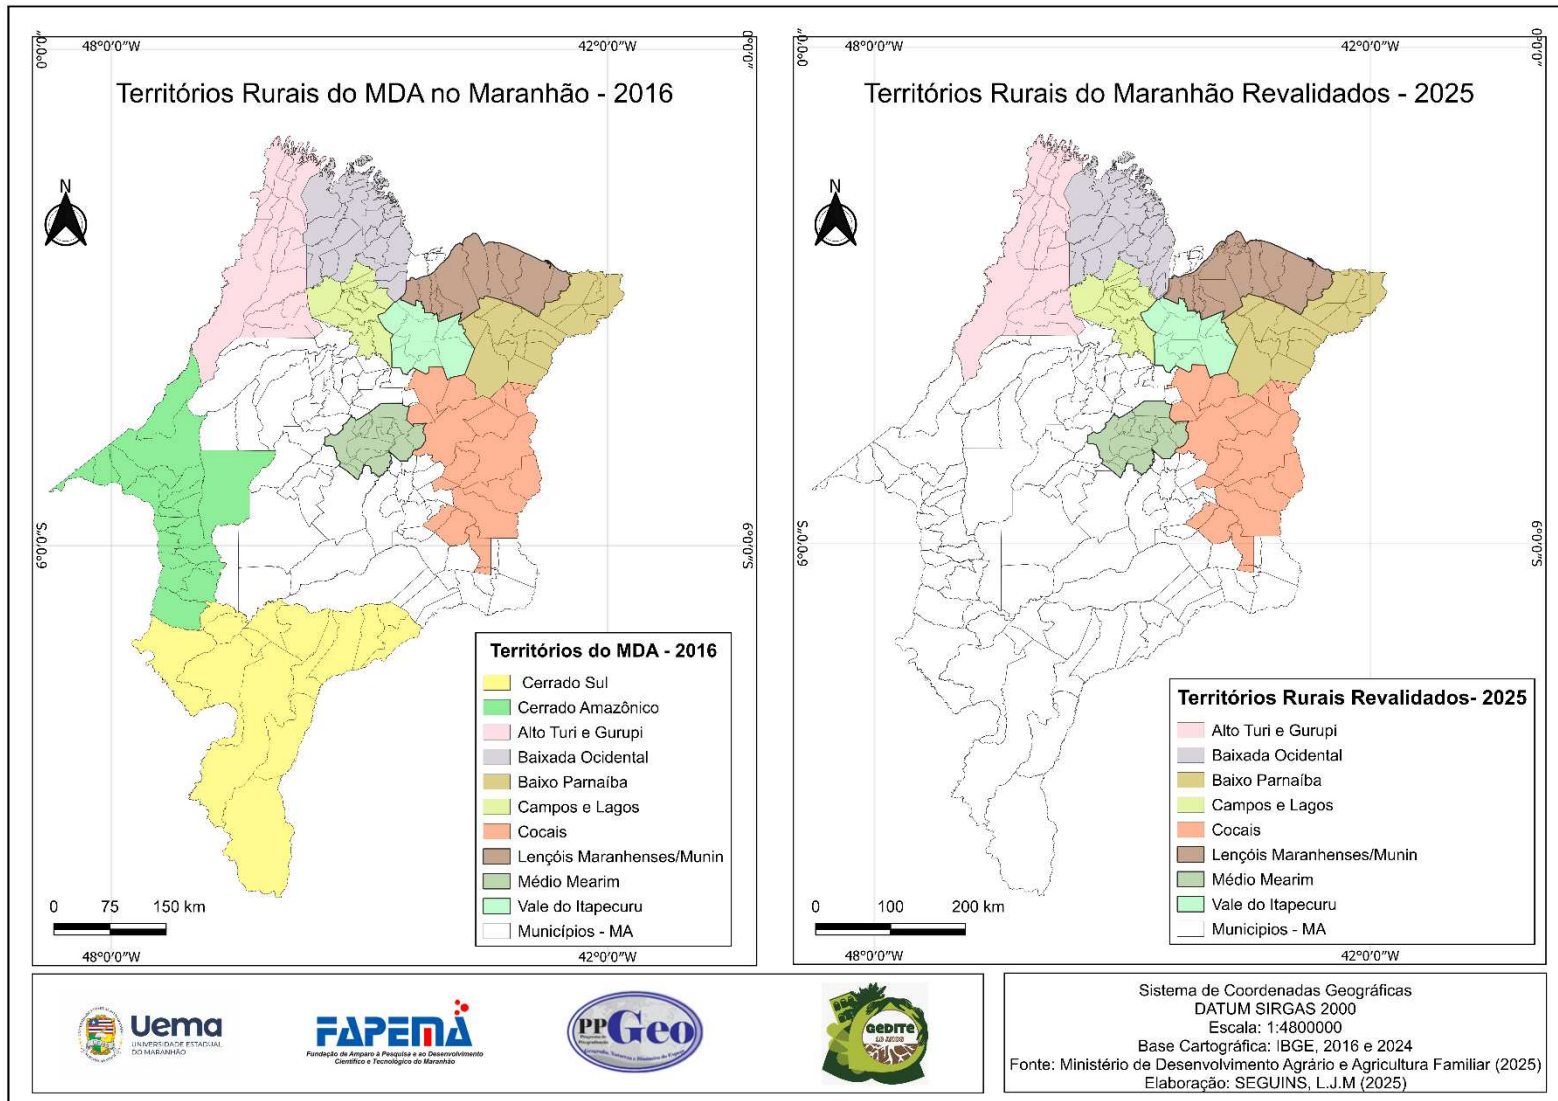 48°0'0"W
42°0'0"W
0°0'0"
0°0'0"
Territórios Rurais do MDA no Maranhão - 2016
N
6°0'0"S
6°0'0"S
Territórios do MDA - 2016
Cerrado Sul
Cerrado Amazônico
Alto Turi e Gurupi
Baixada Ocidental
Baixo Parnaíba
Campos e Lagos
Cocais
Lençóis Maranhenses/Munin
Médio Mearim
Vale do Itapecuru
Municípios - MA
0 75 150 km
48°0'0"W
42°0'0"W
48°0'0"W
42°0'0"W
0°0'0"
0°0'0"
Territórios Rurais do Maranhão Revalidados - 2025
N
6°0'0"S
6°0'0"S
Territórios Rurais Revalidados- 2025
Alto Turi e Gurupi
Baixada Ocidental
Baixo Parnaíba
Campos e Lagos
Cocais
Lençóis Maranhenses/Munin
Médio Mearim
Vale do Itapecuru
Municipios - MA
0 100 200 km
48°0'0"W
42°0'0"W
Uema
UNIVERSIDADE ESTADUAL
DO MARANHÃO
FAPEMA
Fundação de Amparo à Pesquisa e ao Desenvolvimento
Científico e Tecnológico do Maranhão
PPGeo
GEDITE
Sistema de Coordenadas Geográficas
DATUM SIRGAS 2000
Escala: 1:4800000
Base Cartográfica: IBGE, 2016 e 2024
Fonte: Ministério de Desenvolvimento Agrário e Agricultura Familiar (2025)
Elaboração: SEGUINS, L.J.M (2025)